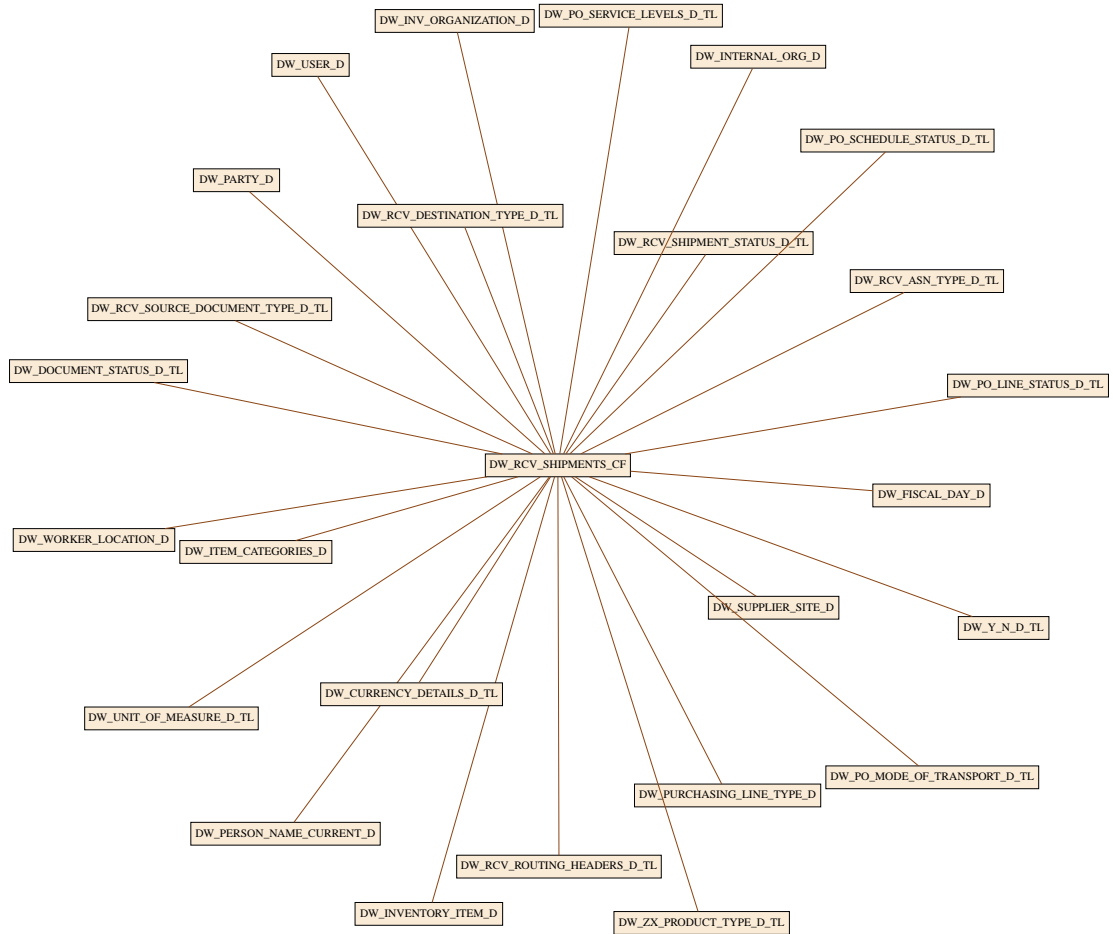 DW_PO_SERVICE_LEVELS_D_TL
DW_INV_ORGANIZATION_D
DW_INTERNAL_ORG_D
DW_USER_D
DW_PO_SCHEDULE_STATUS_D_TL
DW_PARTY_D
DW_RCV_DESTINATION_TYPE_D_TL
DW_RCV_SHIPMENT_STATUS_D_TL
DW_RCV_ASN_TYPE_D_TL
DW_RCV_SOURCE_DOCUMENT_TYPE_D_TL
DW_DOCUMENT_STATUS_D_TL
DW_PO_LINE_STATUS_D_TL
DW_RCV_SHIPMENTS_CF
DW_FISCAL_DAY_D
DW_WORKER_LOCATION_D
DW_ITEM_CATEGORIES_D
DW_SUPPLIER_SITE_D
DW_Y_N_D_TL
DW_CURRENCY_DETAILS_D_TL
DW_UNIT_OF_MEASURE_D_TL
DW_PO_MODE_OF_TRANSPORT_D_TL
DW_PURCHASING_LINE_TYPE_D
DW_PERSON_NAME_CURRENT_D
DW_RCV_ROUTING_HEADERS_D_TL
DW_INVENTORY_ITEM_D
DW_ZX_PRODUCT_TYPE_D_TL